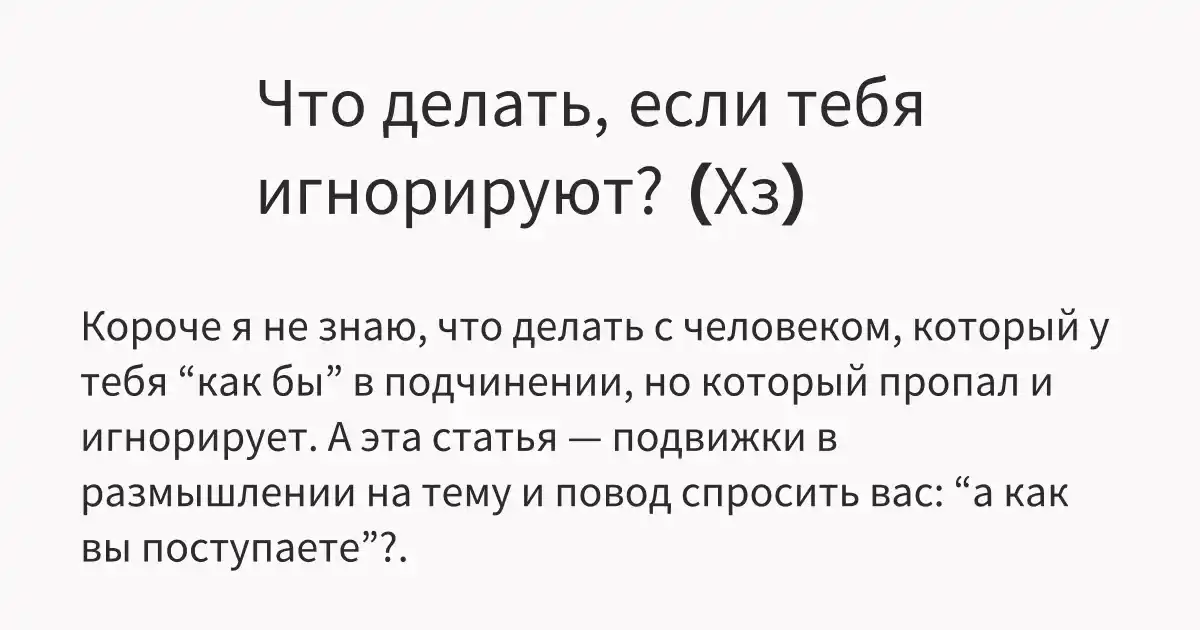 Что делать, если тебя
игнорируют? (Хз)
Короче я не знаю, что делать с человеком, который у
тебя “как бы” в подчинении, но который пропал и
игнорирует. А эта статья — подвижки в
размышлении на тему и повод спросить вас: “а как
вы поступаете”?.